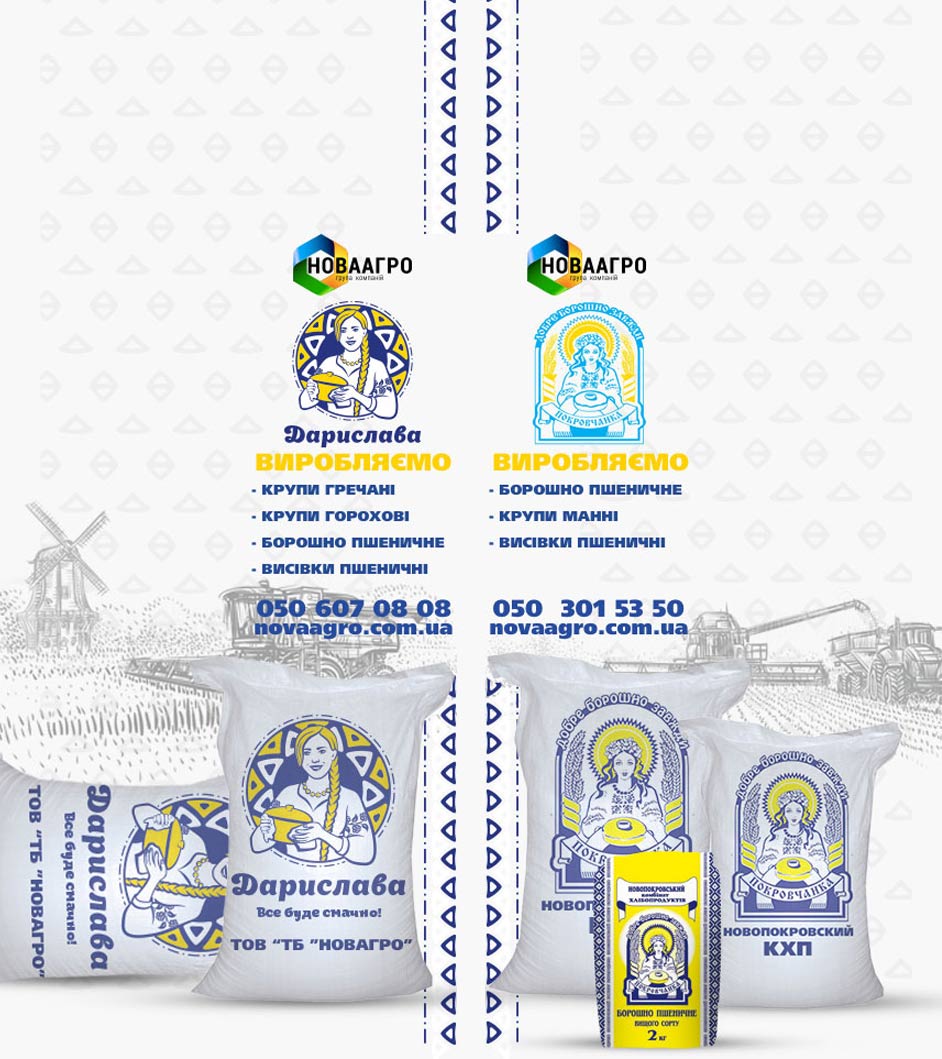 НОВААГРО
група компаній
Дарислава
ВИРОБЛЯЄМО
- КРУПИ ГРЕЧАНІ
- КРУПИ ГОРОХОВІ
- БОРОШНО ПШЕНИЧНЕ
- ВИСІВКИ ПШЕНИЧНІ
050 607 08 08
novaagro.com.ua
НОВААГРО
група компаній
ДОБРЕ БОРОШНО ЗАВЖДИ
ПОКРОВЧАНКА
ВИРОБЛЯЄМО
- БОРОШНО ПШЕНИЧНЕ
- КРУПИ МАННІ
- ВИСІВКИ ПШЕНИЧНІ
050 301 53 50
novaagro.com.ua
Дарислава
Все буде смачно!
ТОВ "ТБ "НОВАГРО"
Дарислава
Все буде смачно!
ТОВ "ТБ "НОВАГРО"
ДОБРЕ БОРОШНО ЗАВЖДИ
ДОБРЕ БОРОШНО ЗАВЖДИ
ПОКРОВЧАНКА
НОВОПОКРОВСКИЙ
КХП
НОВОПОКРОВСЬКИЙ
комбінат
ХЛІБОПРОДУКТІВ
ДОБРЕ БОРОШНО ЗАВЖДИ
ПОКРОВЧАНКА
БОРОШНО ПШЕНИЧНЕ
ВИЩОГО СОРТУ
2 кг